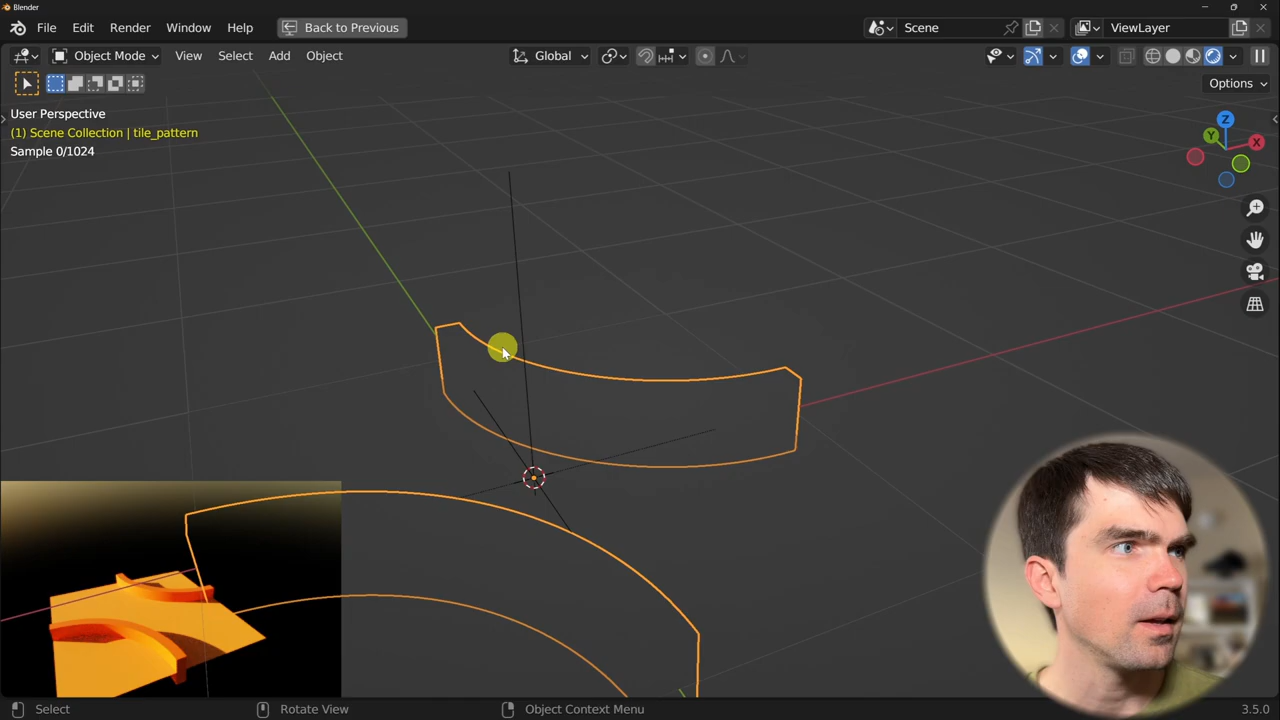 Blender
File Edit Render Window Help Back to Previous Scene ViewLayer
Object Mode View Select Add Object Global
Options
User Perspective
(1) Scene Collection | tile_pattern
Sample 0/1024
Z
Y
X
Select Rotate View Object Context Menu 3.5.0